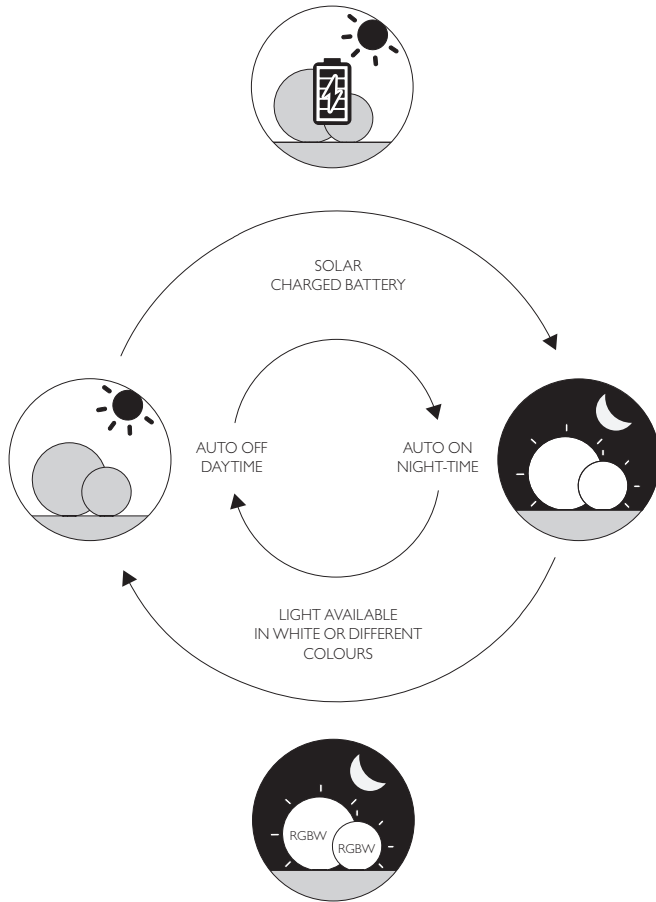 SOLAR
CHARGED BATTERY
AUTO OFF
DAYTIME
AUTO ON
NIGHT-TIME
LIGHT AVAILABLE
IN WHITE OR DIFFERENT
COLOURS
RGBW
RGBW